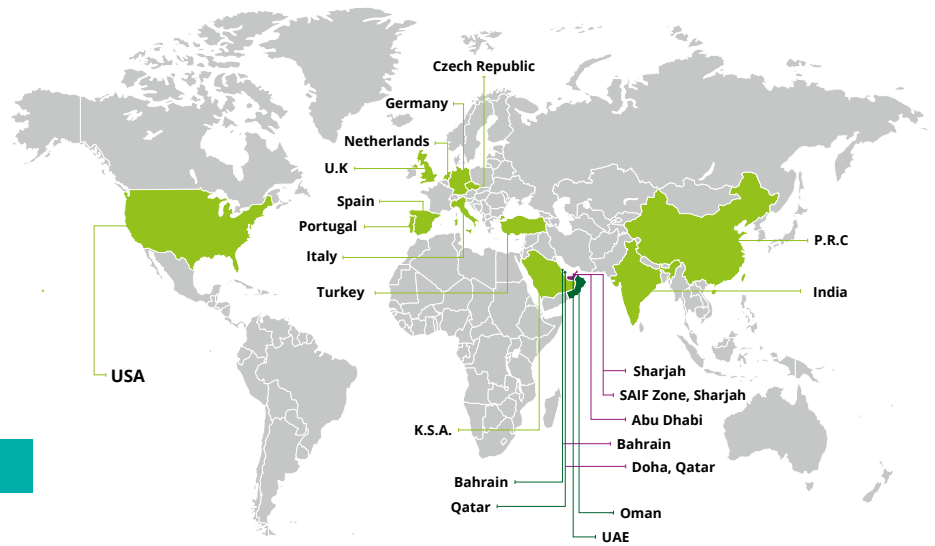 Czech Republic
Germany
Netherlands
U.K
Spain
Portugal
Italy
Turkey
P.R.C
India
USA
Sharjah
SAIF Zone, Sharjah
Abu Dhabi
K.S.A.
Bahrain
Doha, Qatar
Bahrain
Qatar
Oman
UAE